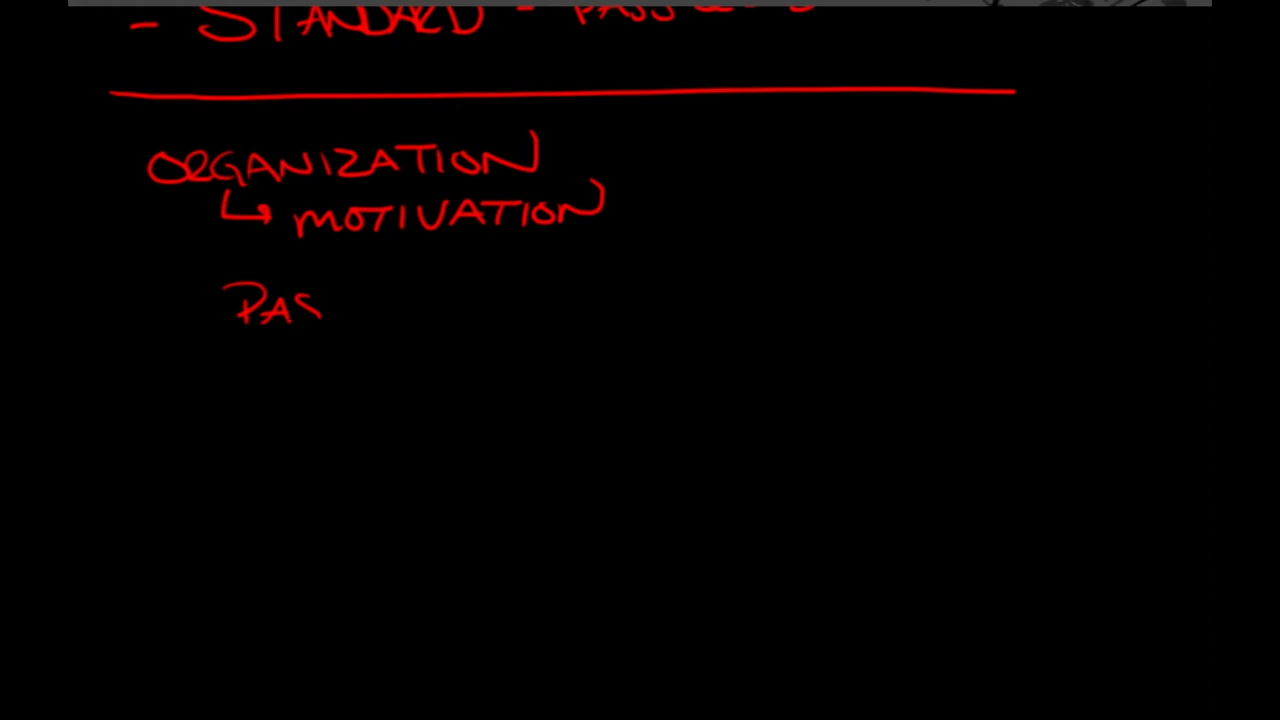 - STANDARD -
ORGANIZATION
↳ MOTIVATION
PAS